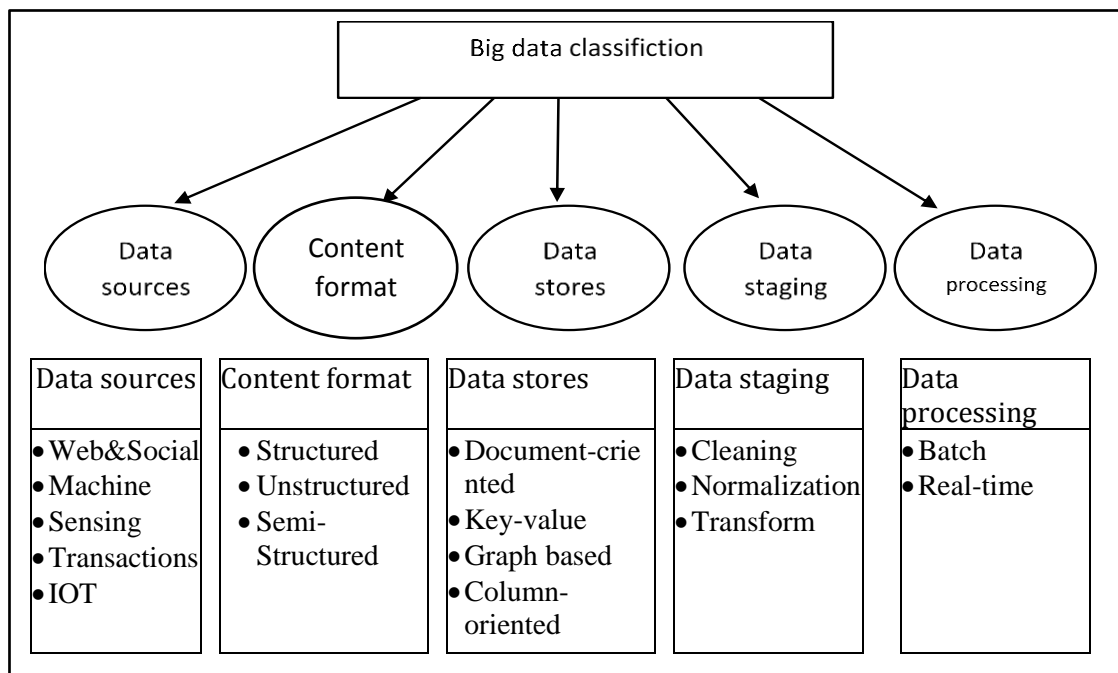 Big data classifiction
Data
sources
Content
format
Data
stores
Data
staging
Data
processing
Data sources
•Web&Social
•Machine
•Sensing
•Transactions
•IOT
Content format
• Structured
• Unstructured
• Semi-
Structured
Data stores
•Document-crie
nted
•Key-value
•Graph based
•Column-
oriented
Data staging
•Cleaning
•Normalization
•Transform
Data
processing
•Batch
•Real-time